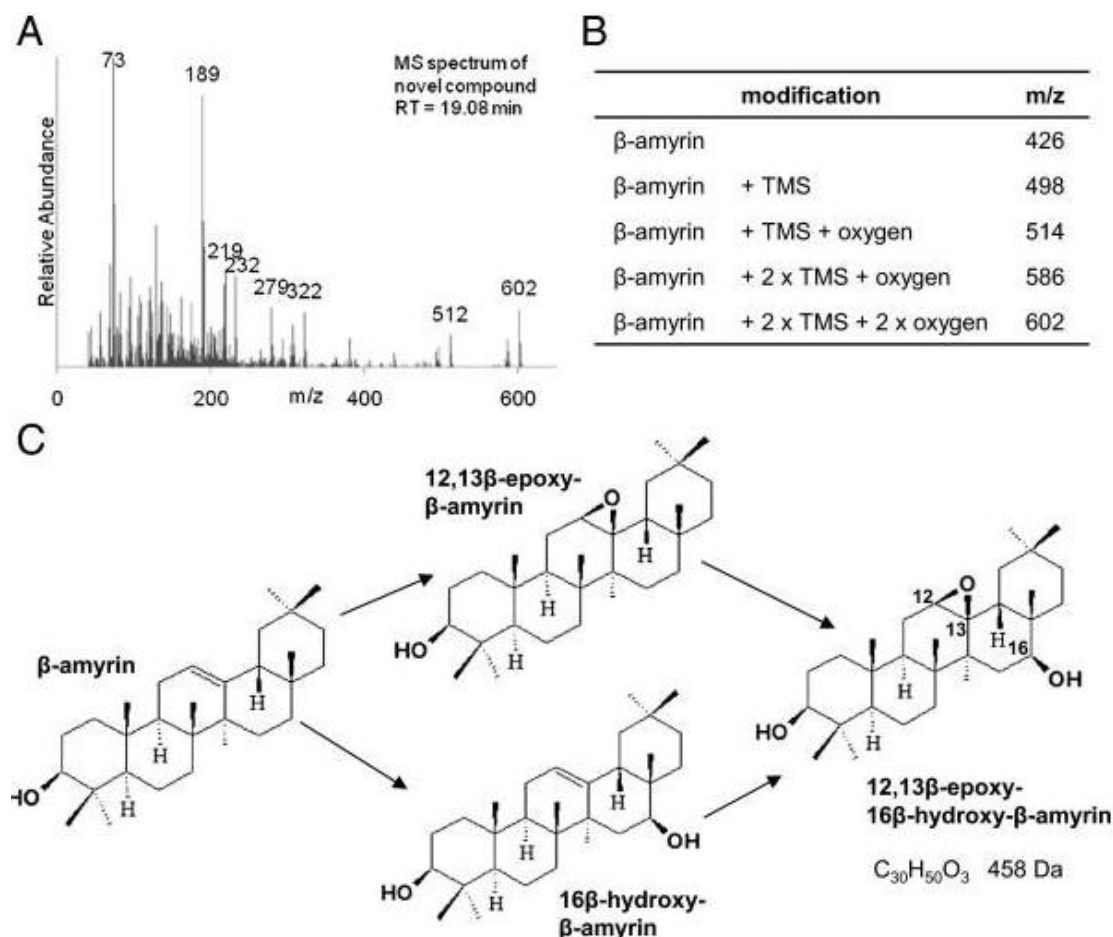 A
73
189
219
232
279
322
512
602
MS spectrum of
novel compound
RT = 19.08 min
Relative Abundance
0
200
m/z
400
600
B
modification m/z
β-amyrin 426
β-amyrin + TMS 498
β-amyrin + TMS + oxygen 514
β-amyrin + 2 x TMS + oxygen 586
β-amyrin + 2 x TMS + 2 x oxygen 602
C
12,13β-epoxy-
β-amyrin
O
H
H
H
HO
β-amyrin
H
H
H
HO
12
O
13
H
16
OH
H
H
HO
H
H
OH
H
HO
16β-hydroxy-
β-amyrin
12,13β-epoxy-
16β-hydroxy-β-amyrin
C₃₀H₅₀O₃ 458 Da